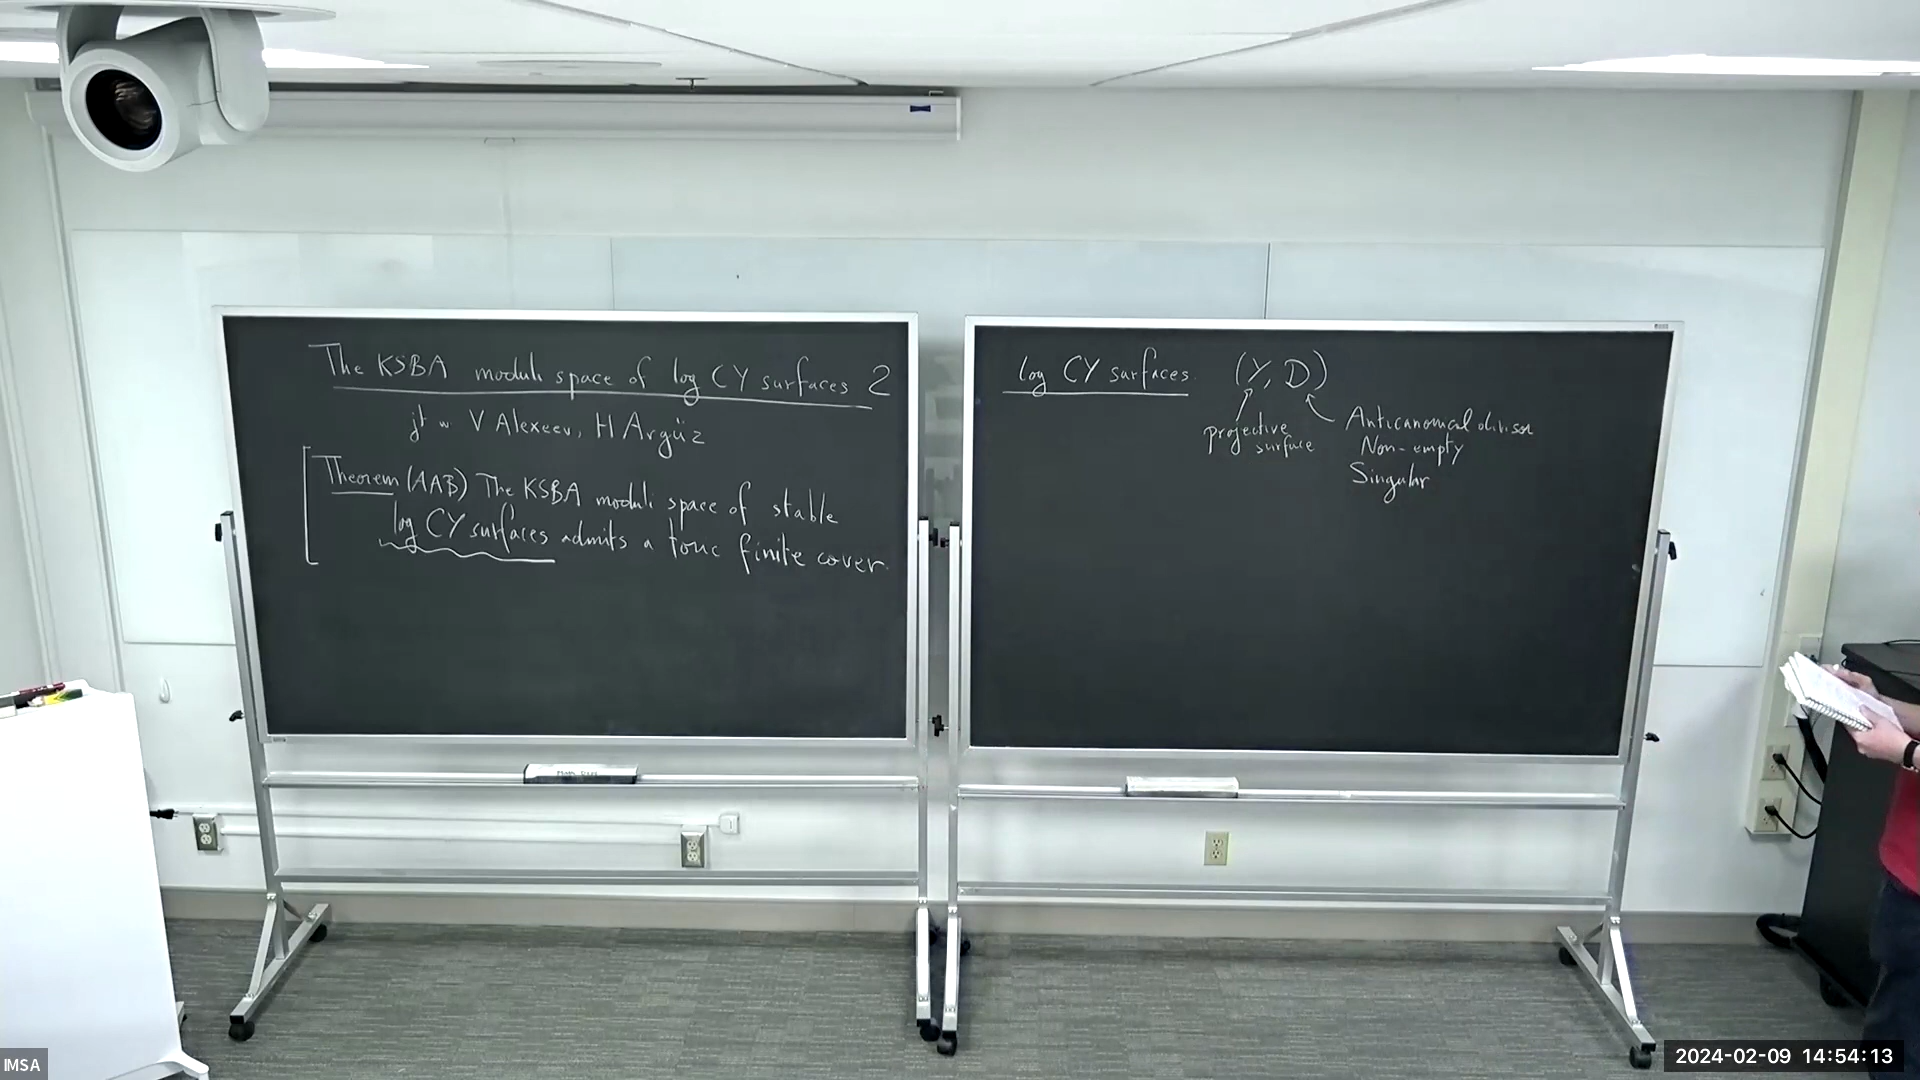 The KSBA moduli space of log CY surfaces 2
jt w V Alexeev, H Argüz
Theorem (AAB) The KSBA moduli space of stable
log CY surfaces admits a toric finite cover.
log CY surfaces. (Y, D)
projective
surface
Anticanonical divisor
Non-empty
Singular
IMSA
2024-02-09 14:54:13